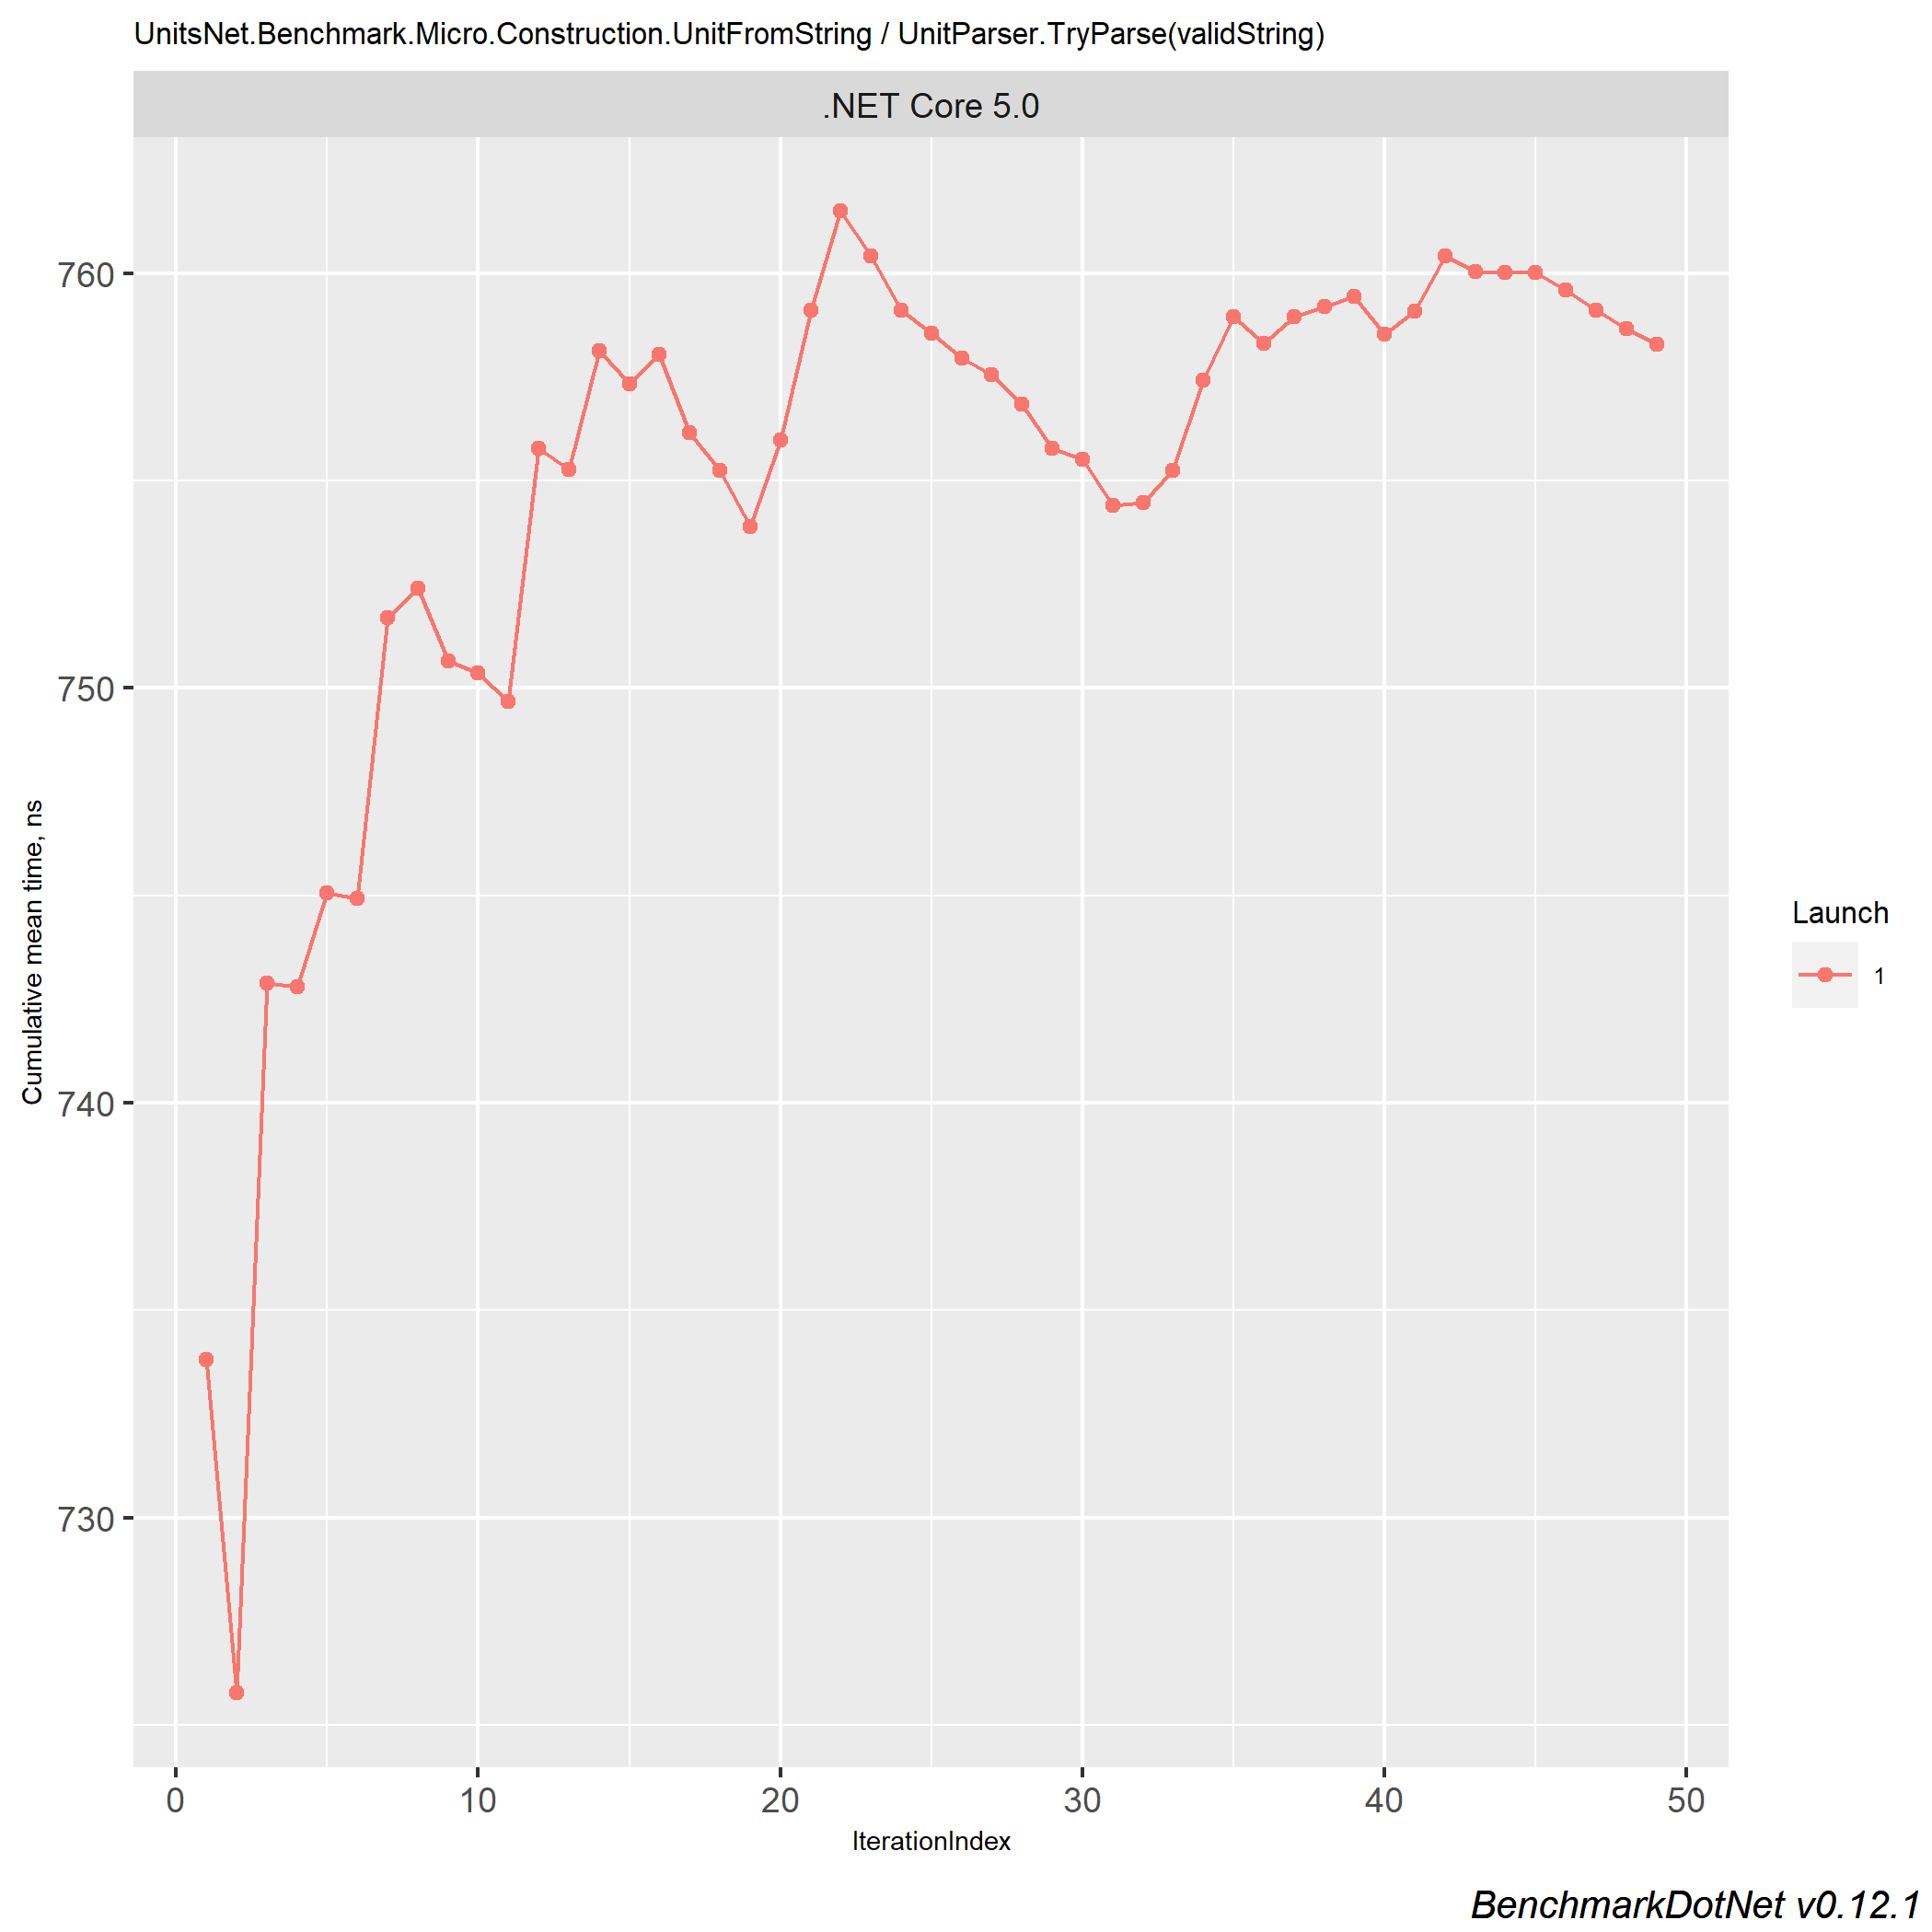 UnitsNet.Benchmark.Micro.Construction.UnitFromString / UnitParser.TryParse(validString)
.NET Core 5.0
Cumulative mean time, ns
760
750
740
730
0 10 20 30 40 50
IterationIndex
Launch
1
BenchmarkDotNet v0.12.1